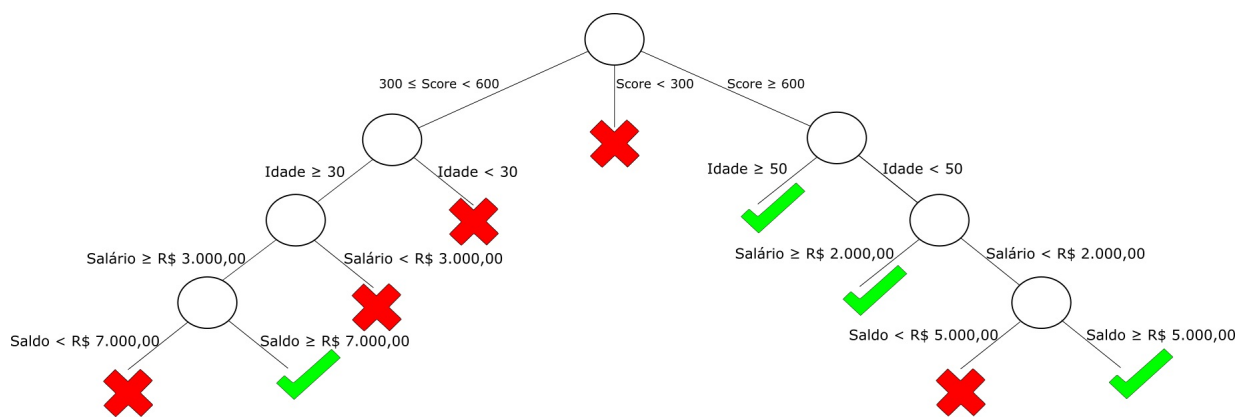 300 ≤ Score < 600
Score < 300
Score ≥ 600
Idade ≥ 30
Idade < 30
Idade ≥ 50
Idade < 50
Salário ≥ R$ 3.000,00
Salário < R$ 3.000,00
Salário ≥ R$ 2.000,00
Salário < R$ 2.000,00
Saldo < R$ 7.000,00
Saldo ≥ R$ 7.000,00
Saldo < R$ 5.000,00
Saldo ≥ R$ 5.000,00